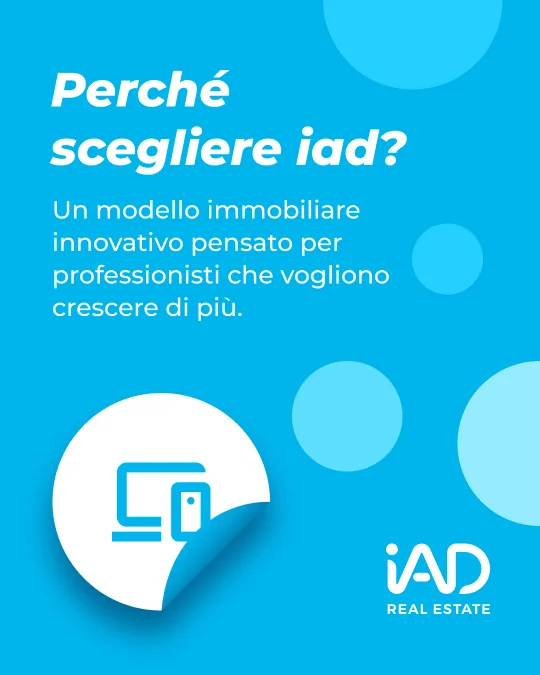 Perché
scegliere iad?
Un modello immobiliare
innovativo pensato per
professionisti che vogliono
crescere di più.
iAD
REAL ESTATE